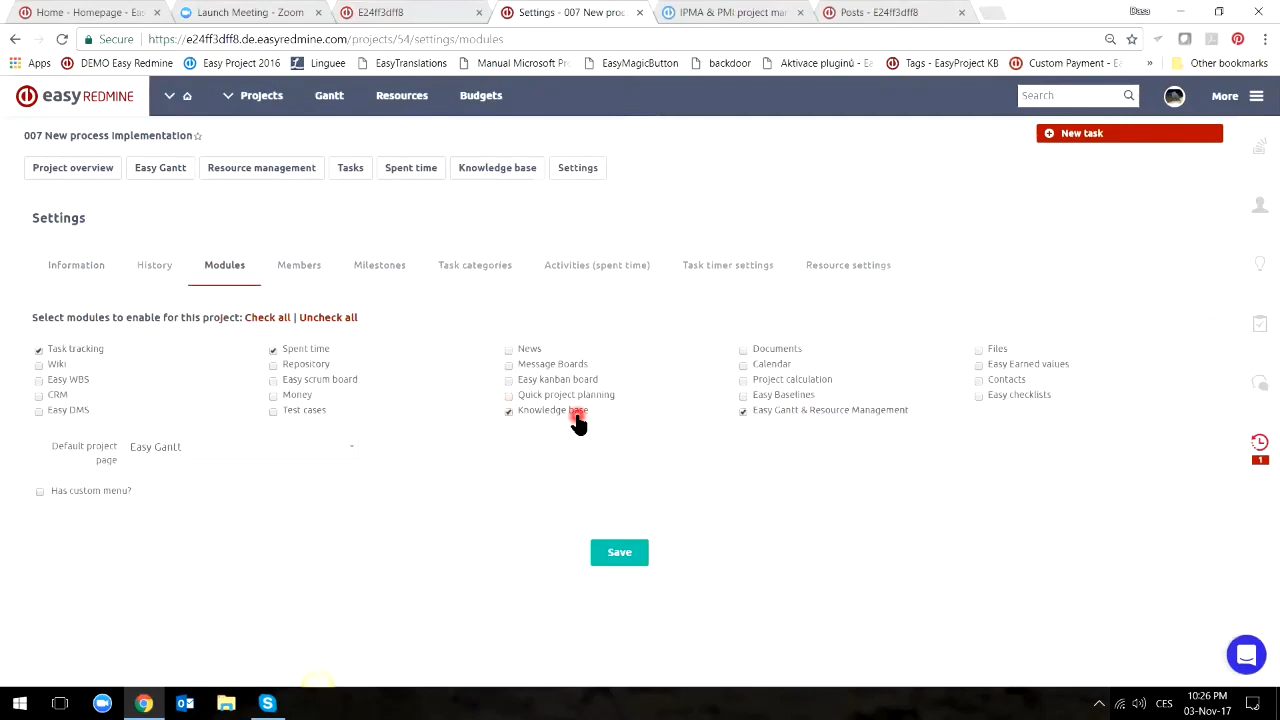 Home - Homepage - Eas
Launch Meeting - Zoom
E24ff3dff8
Settings - 007 New proc
IPMA & PMI project man
Posts - E24ff3dff8
Secure https://e24ff3dff8.de.easyredmine.com/projects/54/settings/modules
Apps DEMO Easy Redmine Easy Project 2016 Linguee EasyTranslations Manual Microsoft Pro EasyMagicButton backdoor Aktivace pluginů - Ea Tags - EasyProject KB Custom Payment - Ea » Other bookmarks
easy REDMINE Projects Gantt Resources Budgets Search More
007 New process implementation
New task
Project overview Easy Gantt Resource management Tasks Spent time Knowledge base Settings
Settings
Information History Modules Members Milestones Task categories Activities (spent time) Task timer settings Resource settings
Select modules to enable for this project: Check all | Uncheck all
Task tracking Spent time News Documents Files
Wiki Repository Message Boards Calendar Easy Earned values
Easy WBS Easy scrum board Easy kanban board Project calculation Contacts
CRM Money Quick project planning Easy Baselines Easy checklists
Easy DMS Test cases Knowledge base Easy Gantt & Resource Management
Default project page Easy Gantt
Has custom menu?
Save
1
10:26 PM
CES
03-Nov-17